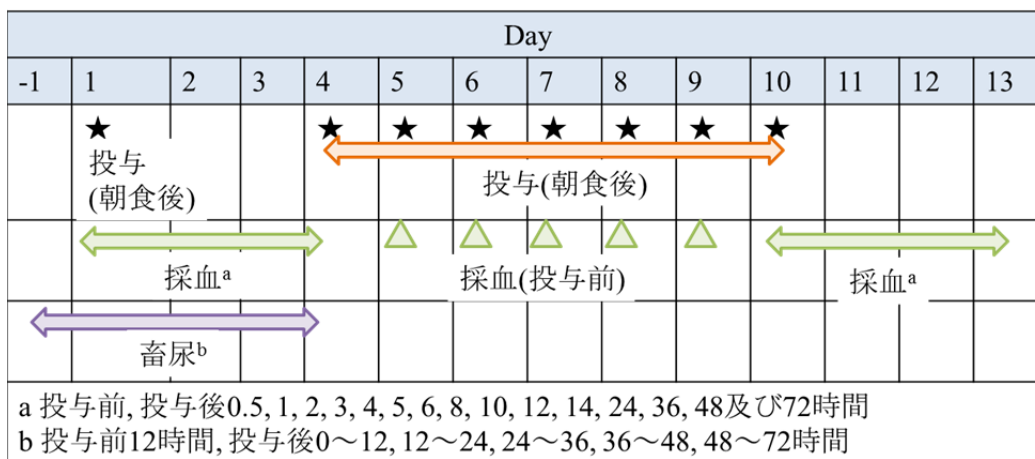 Day
-1 1 2 3 4 5 6 7 8 9 10 11 12 13
★ ★ ★ ★ ★ ★ ★ ★
投与
(朝食後)
投与(朝食後)
採血a
採血(投与前)
採血a
畜尿b
a 投与前, 投与後0.5, 1, 2, 3, 4, 5, 6, 8, 10, 12, 14, 24, 36, 48及び72時間
b 投与前12時間, 投与後0～12, 12～24, 24～36, 36～48, 48～72時間